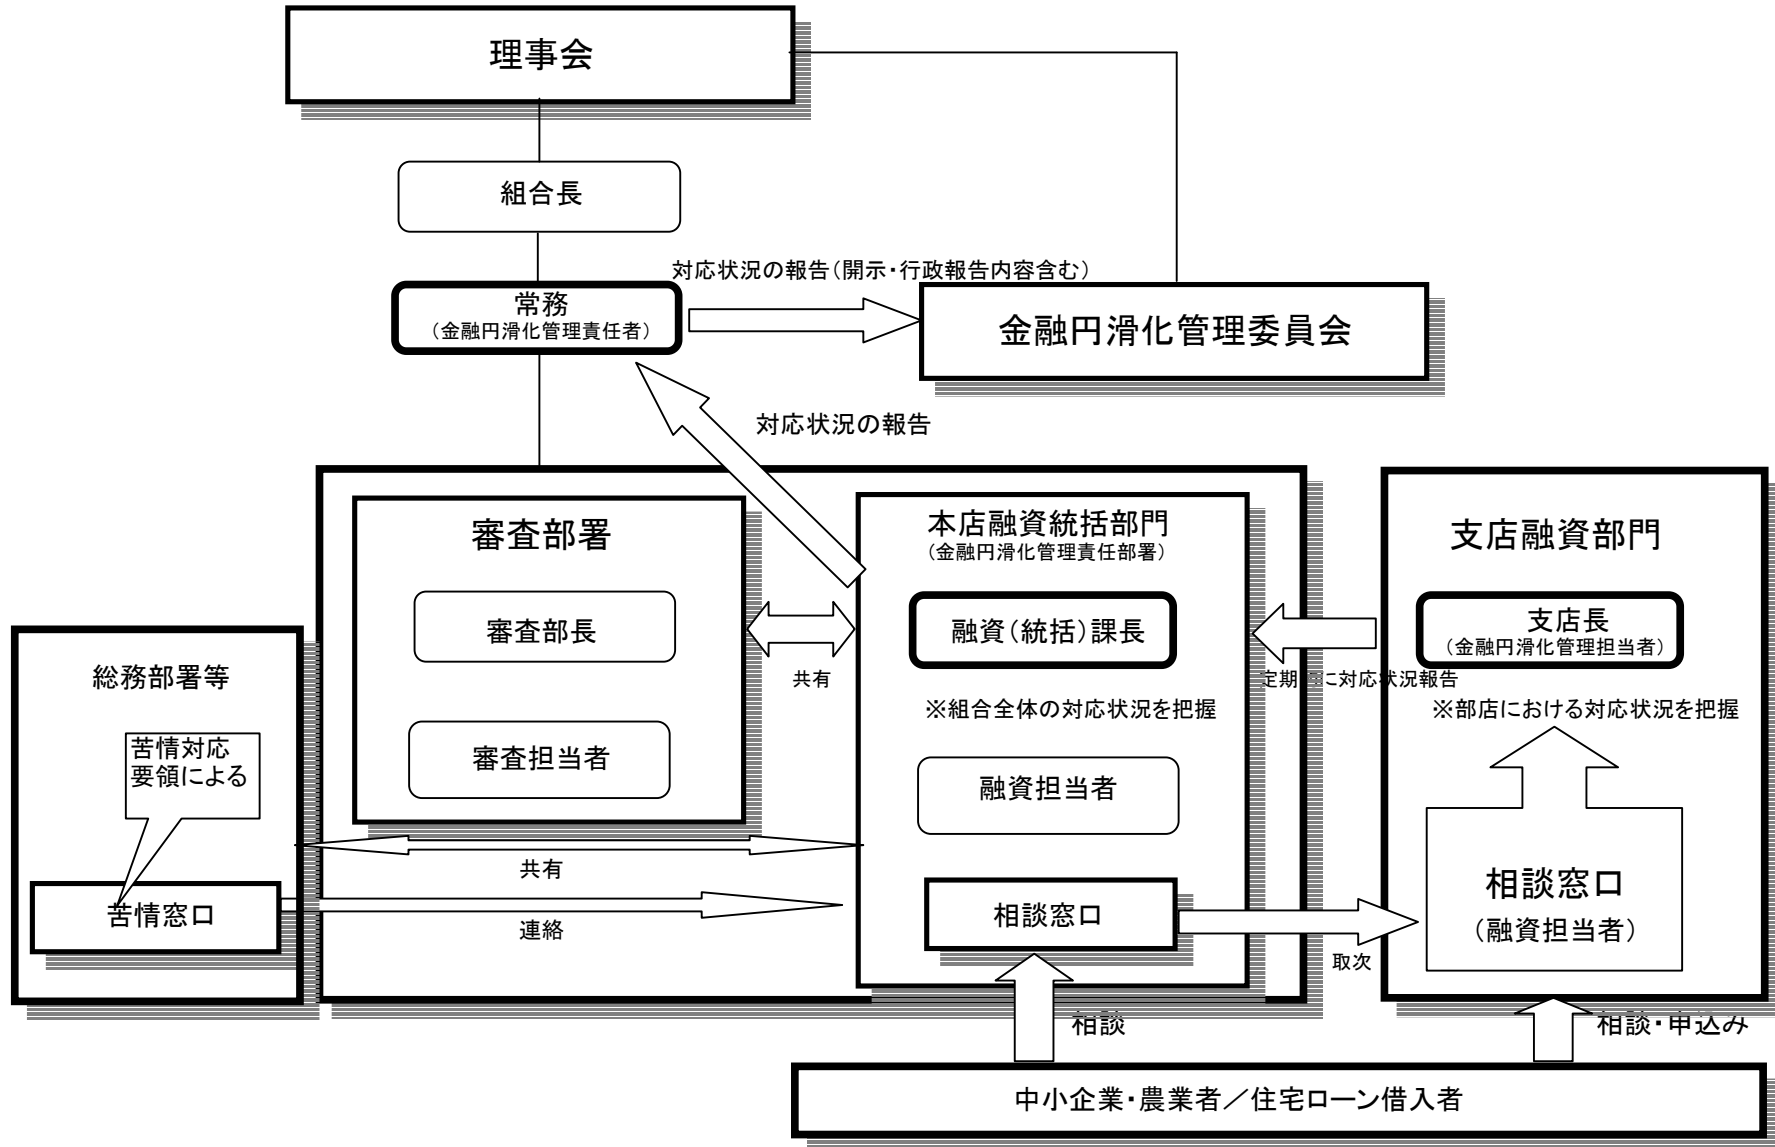 理事会
組合長
対応状況の報告（開示・行政報告内容含む）
常務
（金融円滑化管理責任者）
金融円滑化管理委員会
対応状況の報告
審査部署
審査部長
審査担当者
共有
本店融資統括部門
（金融円滑化管理責任部署）
融資（統括）課長
※組合全体の対応状況を把握
融資担当者
相談窓口
支店融資部門
支店長
（金融円滑化管理担当者）
に対応状況報告
※部店における対応状況を把握
相談窓口
（融資担当者）
取次
総務部署等
苦情対応
要領による
苦情窓口
共有
連絡
相談
相談・申込み
中小企業・農業者／住宅ローン借入者